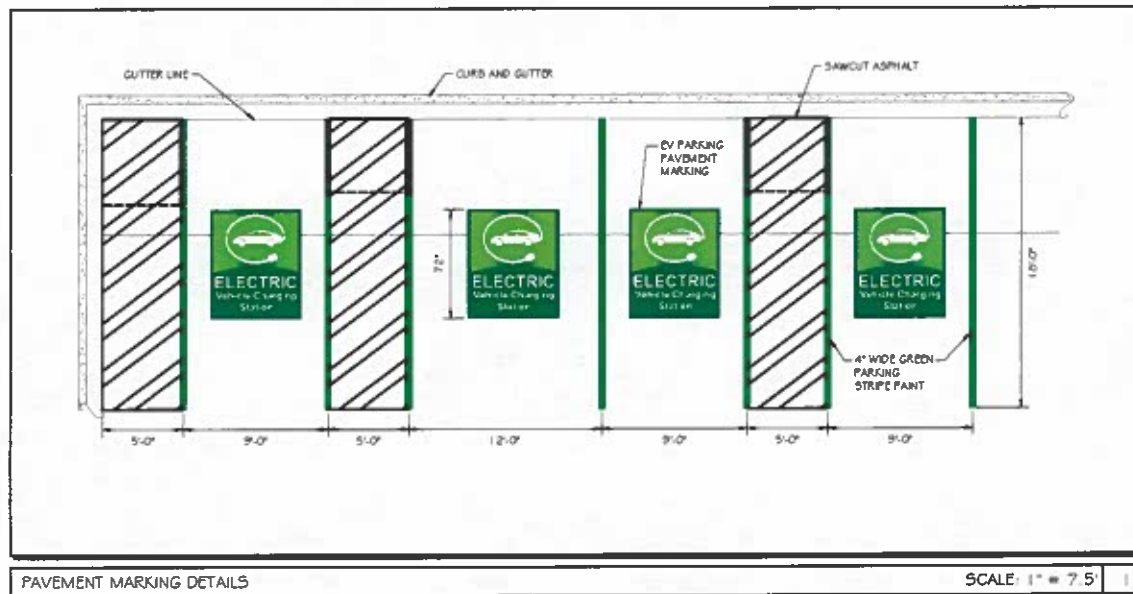 GUTTER LINE
CURB AND GUTTER
SAWCUT ASPHALT
EV PARKING
PAVEMENT
MARKING
72"
18'-0"
ELECTRIC
Vehicle Charging
Station
ELECTRIC
Vehicle Charging
Station
ELECTRIC
Vehicle Charging
Station
ELECTRIC
Vehicle Charging
Station
4" WIDE GREEN
PARKING
STRIPE PAINT
5'-0" 9'-0" 5'-0" 12'-0" 9'-0" 5'-0" 9'-0"
PAVEMENT MARKING DETAILS SCALE: 1" = 7.5' 1